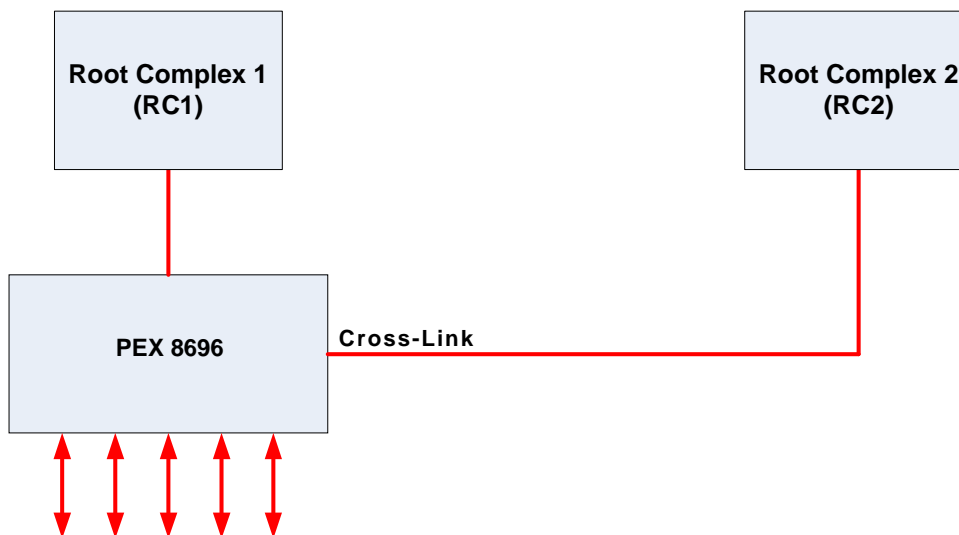 Root Complex 1
(RC1)
Root Complex 2
(RC2)
PEX 8696
Cross-Link